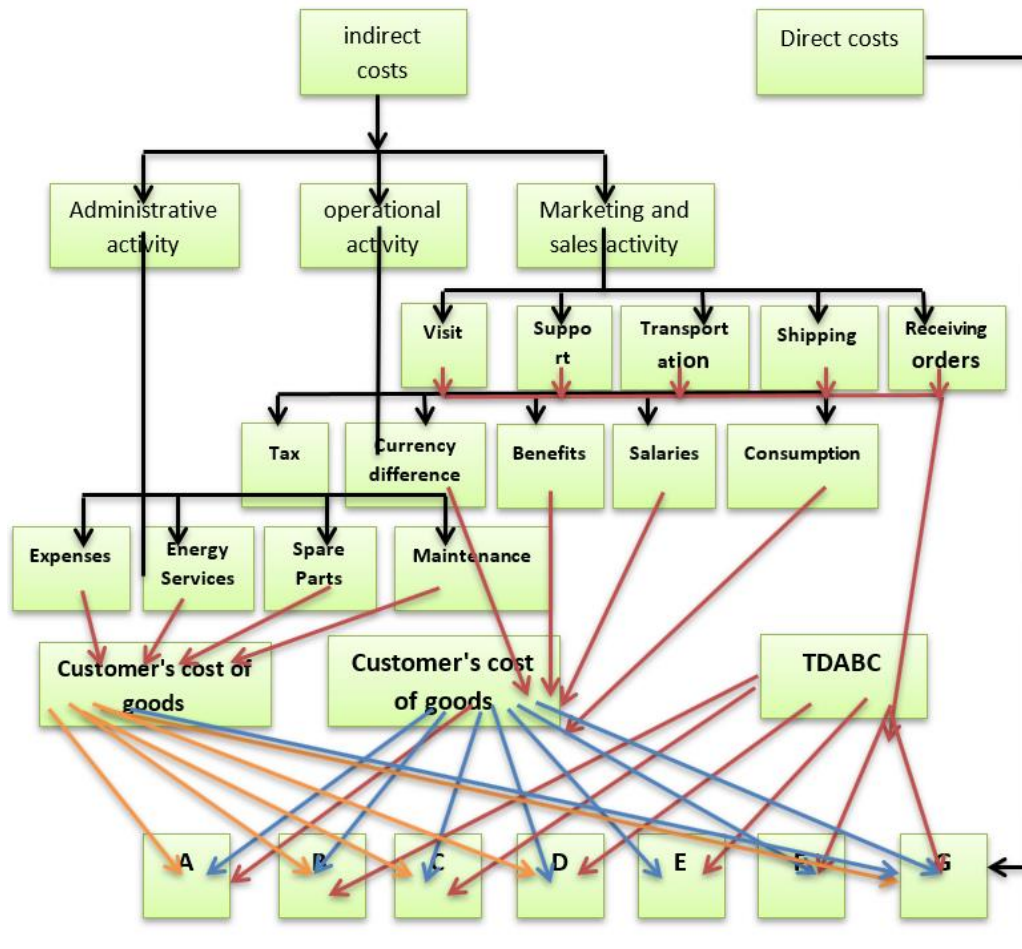 indirect
costs
Direct costs
Administrative
activity
operational
activity
Marketing and
sales activity
Visit
Suppo
rt
Transport
ation
Shipping
Receiving
orders
Tax
Currency
difference
Benefits
Salaries
Consumption
Expenses
Energy
Services
Spare
Parts
Maintenance
Customer's cost of
goods
Customer's cost
of goods
TDABC
A
B
C
D
E
F
G